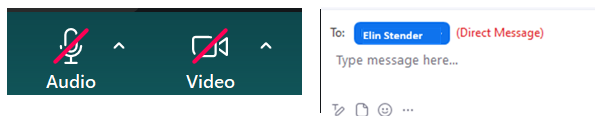 Audio
Video
To: Elin Stender (Direct Message)
Type message here...